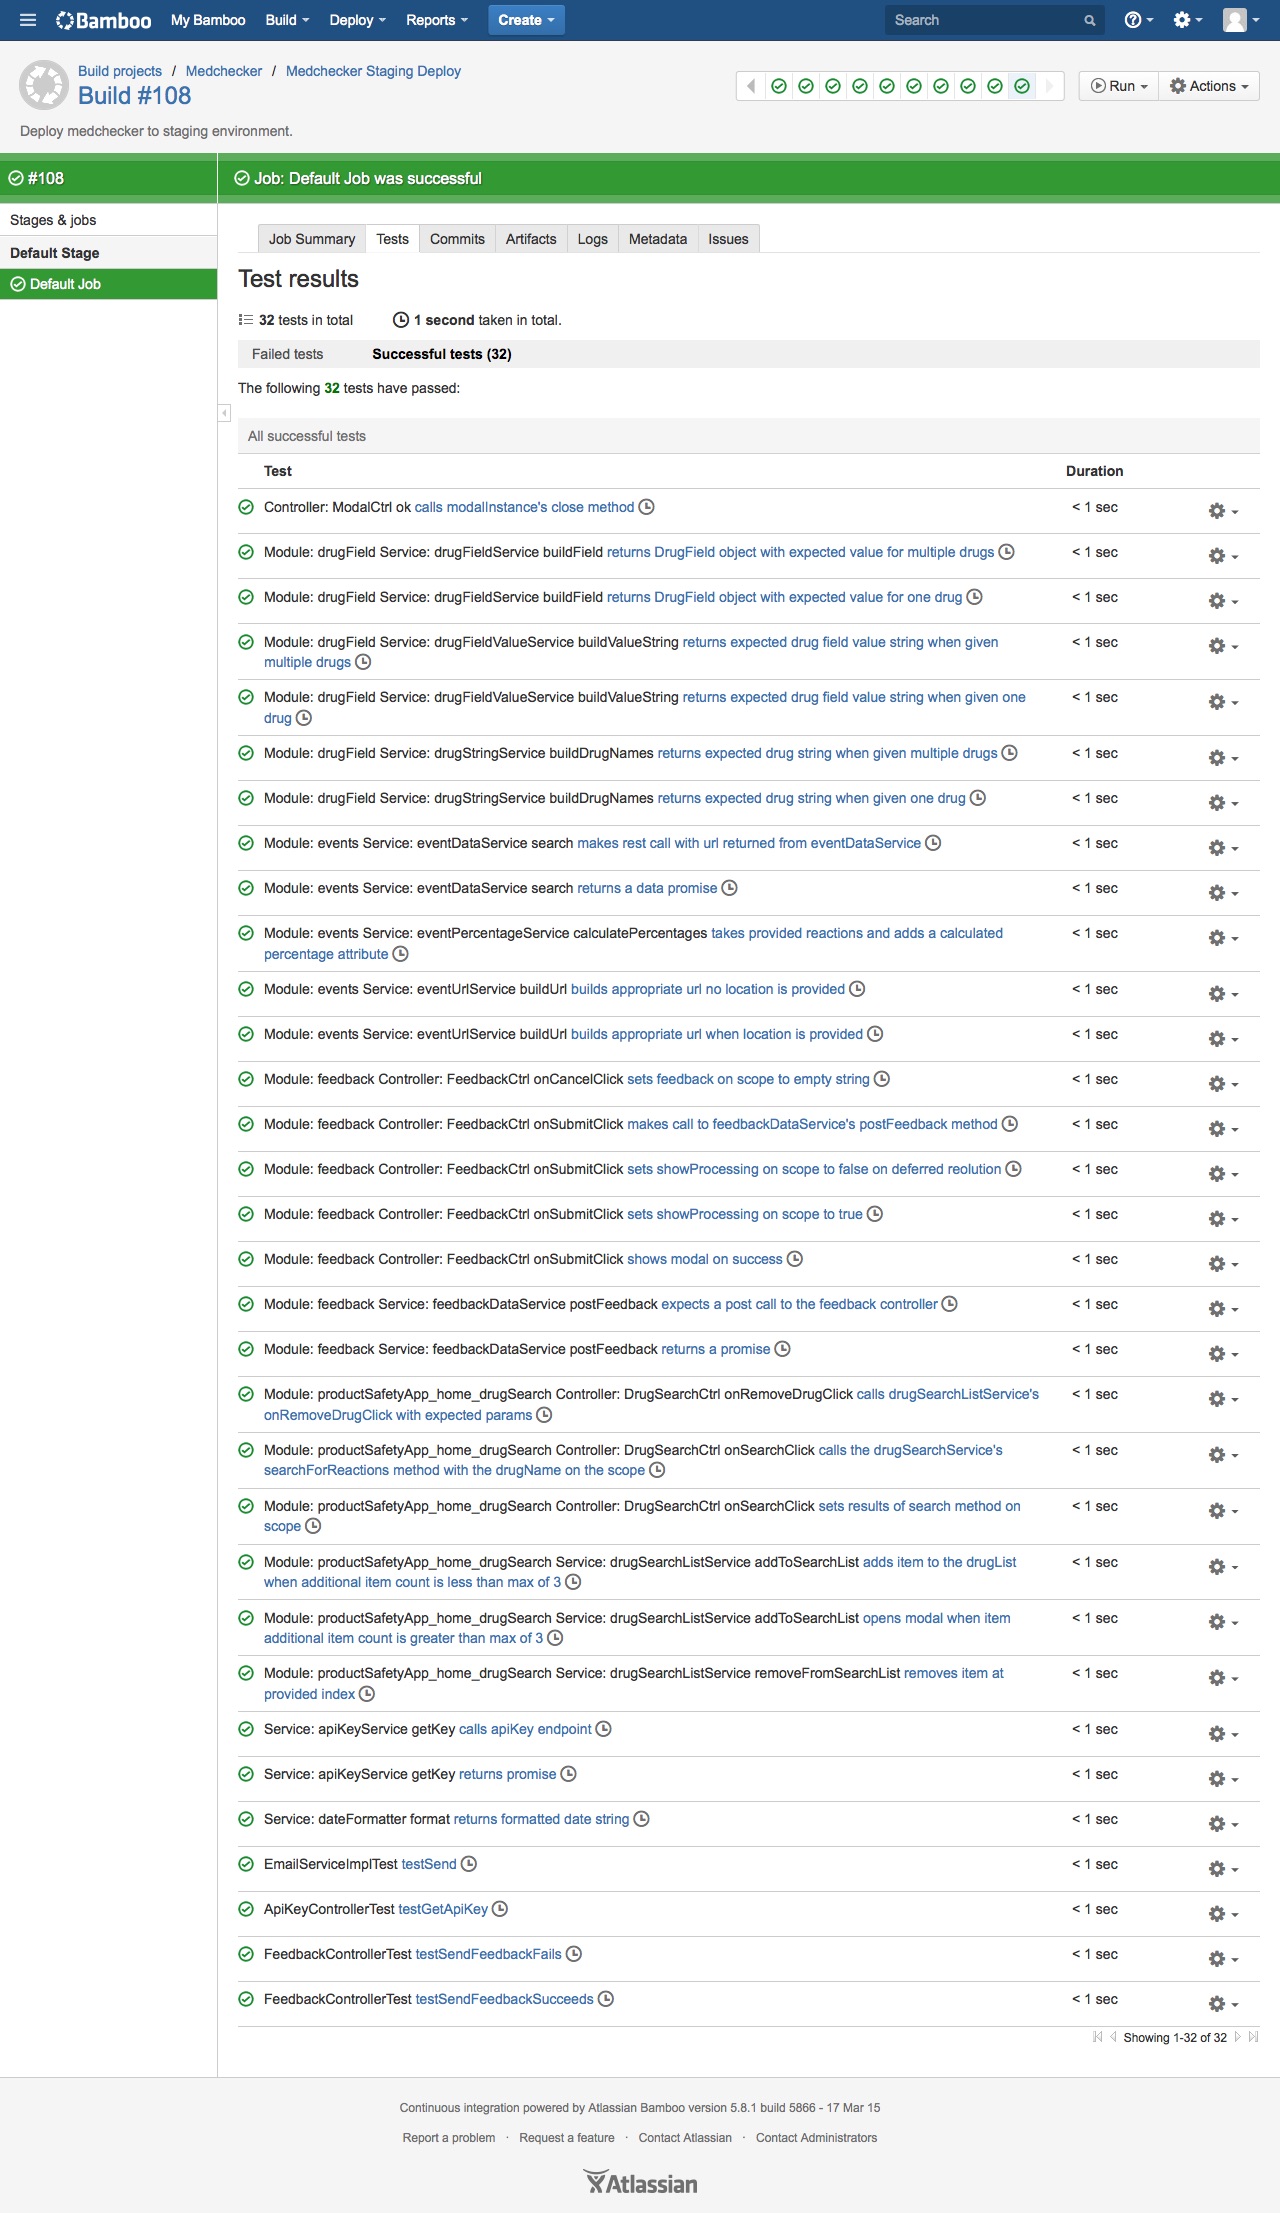 Bamboo My Bamboo Build Deploy Reports Create Search
Build projects / Medchecker / Medchecker Staging Deploy
Build #108
Run Actions
Deploy medchecker to staging environment.
#108
Job: Default Job was successful
Stages & jobs
Default Stage
Default Job
Job Summary Tests Commits Artifacts Logs Metadata Issues
Test results
32 tests in total 1 second taken in total.
Failed tests Successful tests (32)
The following 32 tests have passed:
All successful tests
Test Duration
Controller: ModalCtrl ok calls modalInstance's close method < 1 sec
Module: drugField Service: drugFieldService buildField returns DrugField object with expected value for multiple drugs < 1 sec
Module: drugField Service: drugFieldService buildField returns DrugField object with expected value for one drug < 1 sec
Module: drugField Service: drugFieldValueService buildValueString returns expected drug field value string when given < 1 sec
multiple drugs
Module: drugField Service: drugFieldValueService buildValueString returns expected drug field value string when given one < 1 sec
drug
Module: drugField Service: drugStringService buildDrugNames returns expected drug string when given multiple drugs < 1 sec
Module: drugField Service: drugStringService buildDrugNames returns expected drug string when given one drug < 1 sec
Module: events Service: eventDataService search makes rest call with url returned from eventDataService < 1 sec
Module: events Service: eventDataService search returns a data promise < 1 sec
Module: events Service: eventPercentageService calculatePercentages takes provided reactions and adds a calculated < 1 sec
percentage attribute
Module: events Service: eventUrlService buildUrl builds appropriate url no location is provided < 1 sec
Module: events Service: eventUrlService buildUrl builds appropriate url when location is provided < 1 sec
Module: feedback Controller: FeedbackCtrl onCancelClick sets feedback on scope to empty string < 1 sec
Module: feedback Controller: FeedbackCtrl onSubmitClick makes call to feedbackDataService's postFeedback method < 1 sec
Module: feedback Controller: FeedbackCtrl onSubmitClick sets showProcessing on scope to false on deferred reolution < 1 sec
Module: feedback Controller: FeedbackCtrl onSubmitClick sets showProcessing on scope to true < 1 sec
Module: feedback Controller: FeedbackCtrl onSubmitClick shows modal on success < 1 sec
Module: feedback Service: feedbackDataService postFeedback expects a post call to the feedback controller < 1 sec
Module: feedback Service: feedbackDataService postFeedback returns a promise < 1 sec
Module: productSafetyApp_home_drugSearch Controller: DrugSearchCtrl onRemoveDrugClick calls drugSearchListService's < 1 sec
onRemoveDrugClick with expected params
Module: productSafetyApp_home_drugSearch Controller: DrugSearchCtrl onSearchClick calls the drugSearchService's < 1 sec
searchForReactions method with the drugName on the scope
Module: productSafetyApp_home_drugSearch Controller: DrugSearchCtrl onSearchClick sets results of search method on < 1 sec
scope
Module: productSafetyApp_home_drugSearch Service: drugSearchListService addToSearchList adds item to the drugList < 1 sec
when additional item count is less than max of 3
Module: productSafetyApp_home_drugSearch Service: drugSearchListService addToSearchList opens modal when item < 1 sec
additional item count is greater than max of 3
Module: productSafetyApp_home_drugSearch Service: drugSearchListService removeFromSearchList removes item at < 1 sec
provided index
Service: apiKeyService getKey calls apiKey endpoint < 1 sec
Service: apiKeyService getKey returns promise < 1 sec
Service: dateFormatter format returns formatted date string < 1 sec
EmailServiceImplTest testSend < 1 sec
ApiKeyControllerTest testGetApiKey < 1 sec
FeedbackControllerTest testSendFeedbackFails < 1 sec
FeedbackControllerTest testSendFeedbackSucceeds < 1 sec
Showing 1-32 of 32
Continuous integration powered by Atlassian Bamboo version 5.8.1 build 5866 - 17 Mar 15
Report a problem · Request a feature · Contact Atlassian · Contact Administrators
Atlassian